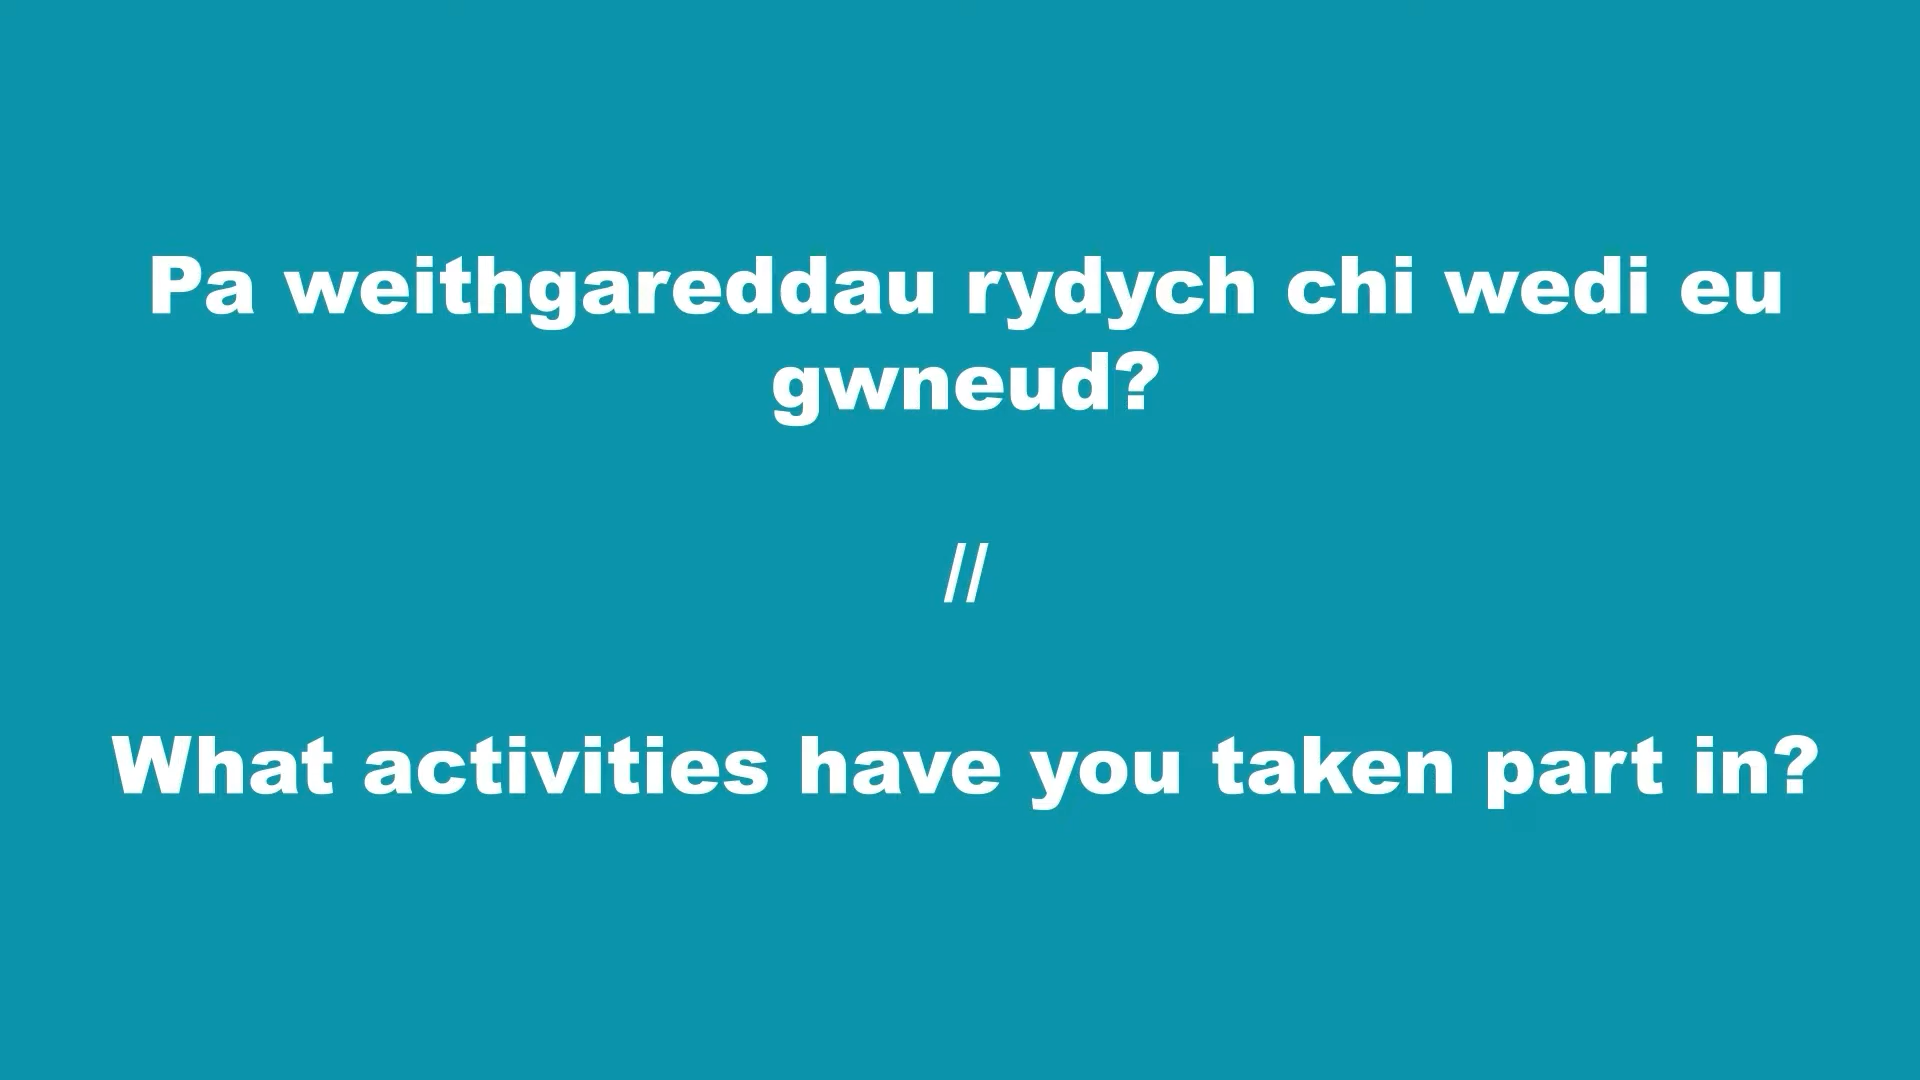 Pa weithgareddau rydych chi wedi eu
gwneud?
//
What activities have you taken part in?